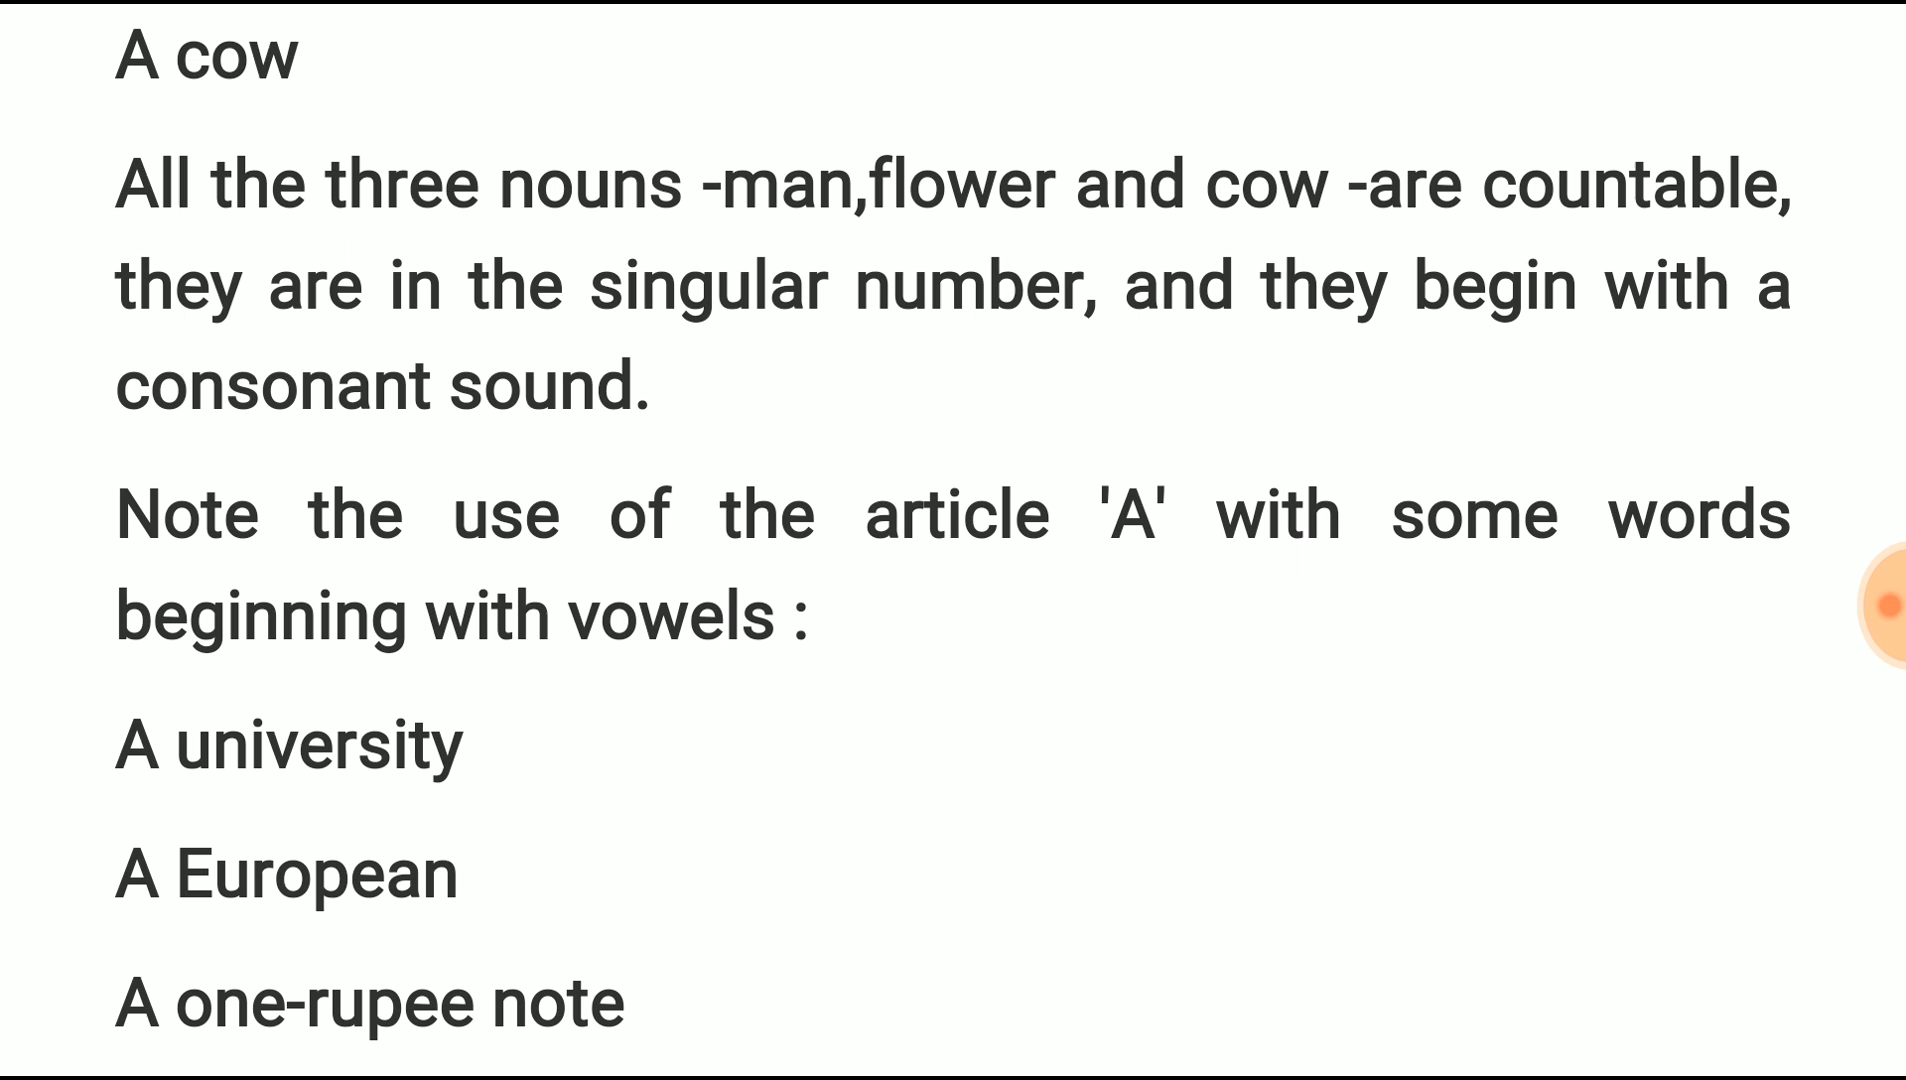 A cow
All the three nouns -man,flower and cow -are countable,
they are in the singular number, and they begin with a
consonant sound.
Note the use of the article 'A' with some words
beginning with vowels :
A university
A European
A one-rupee note